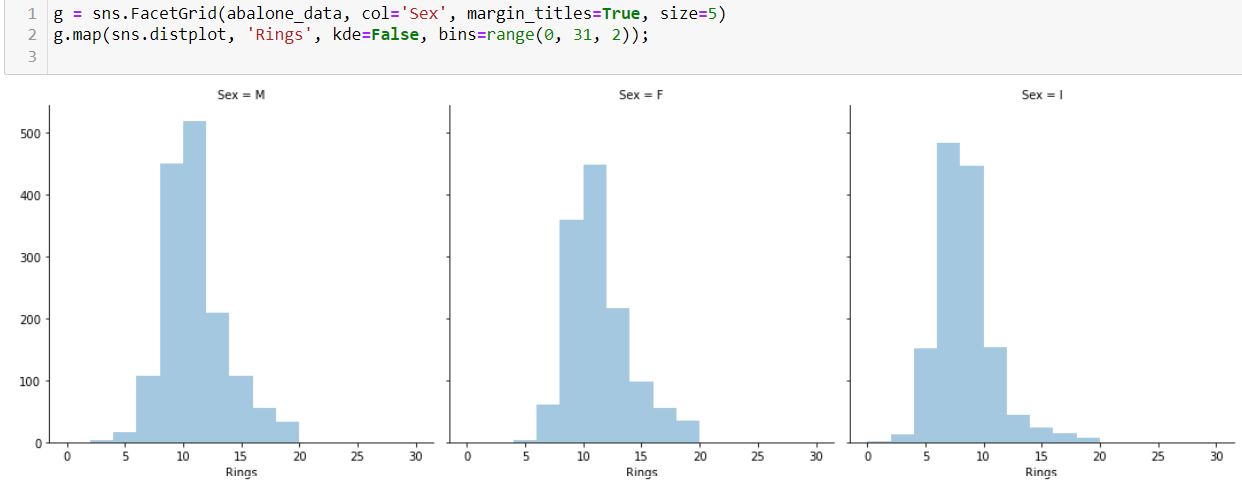 1 g = sns.FacetGrid(abalone_data, col='Sex', margin_titles=True, size=5)
2 g.map(sns.distplot, 'Rings', kde=False, bins=range(0, 31, 2));
3
Sex = M
Sex = F
Sex = I
500
400
300
200
100
0
0 5 10 15 20 25 30
0 5 10 15 20 25 30
0 5 10 15 20 25 30
Rings
Rings
Rings